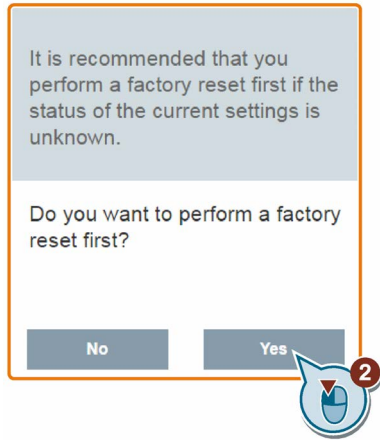 It is recommended that you
perform a factory reset first if the
status of the current settings is
unknown.
Do you want to perform a factory
reset first?
No
Yes
2